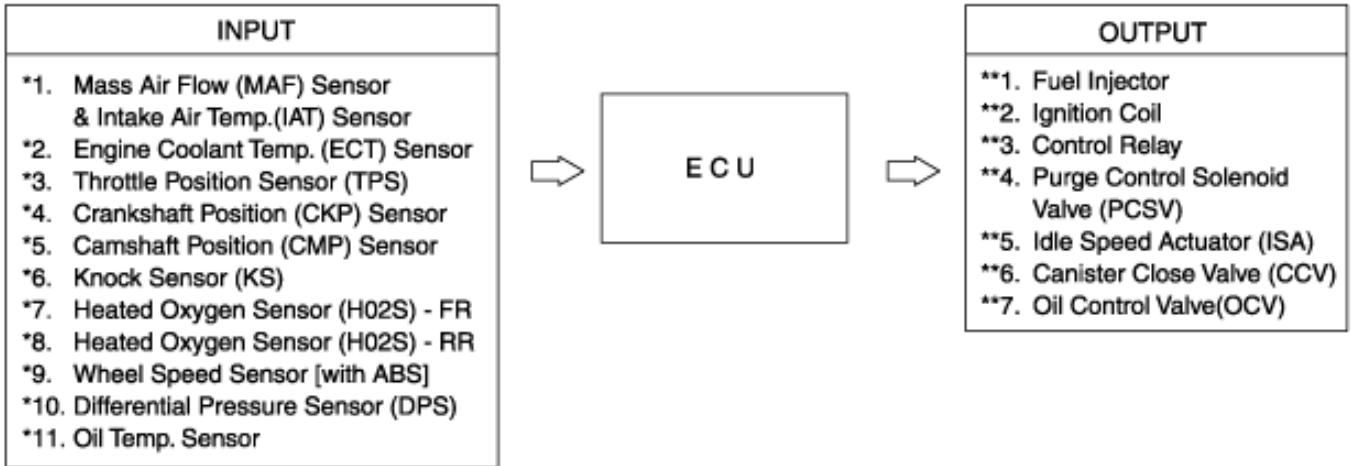 INPUT
*1. Mass Air Flow (MAF) Sensor
& Intake Air Temp.(IAT) Sensor
*2. Engine Coolant Temp. (ECT) Sensor
*3. Throttle Position Sensor (TPS)
*4. Crankshaft Position (CKP) Sensor
*5. Camshaft Position (CMP) Sensor
*6. Knock Sensor (KS)
*7. Heated Oxygen Sensor (H02S) - FR
*8. Heated Oxygen Sensor (H02S) - RR
*9. Wheel Speed Sensor [with ABS]
*10. Differential Pressure Sensor (DPS)
*11. Oil Temp. Sensor
E C U
OUTPUT
**1. Fuel Injector
**2. Ignition Coil
**3. Control Relay
**4. Purge Control Solenoid
Valve (PCSV)
**5. Idle Speed Actuator (ISA)
**6. Canister Close Valve (CCV)
**7. Oil Control Valve(OCV)